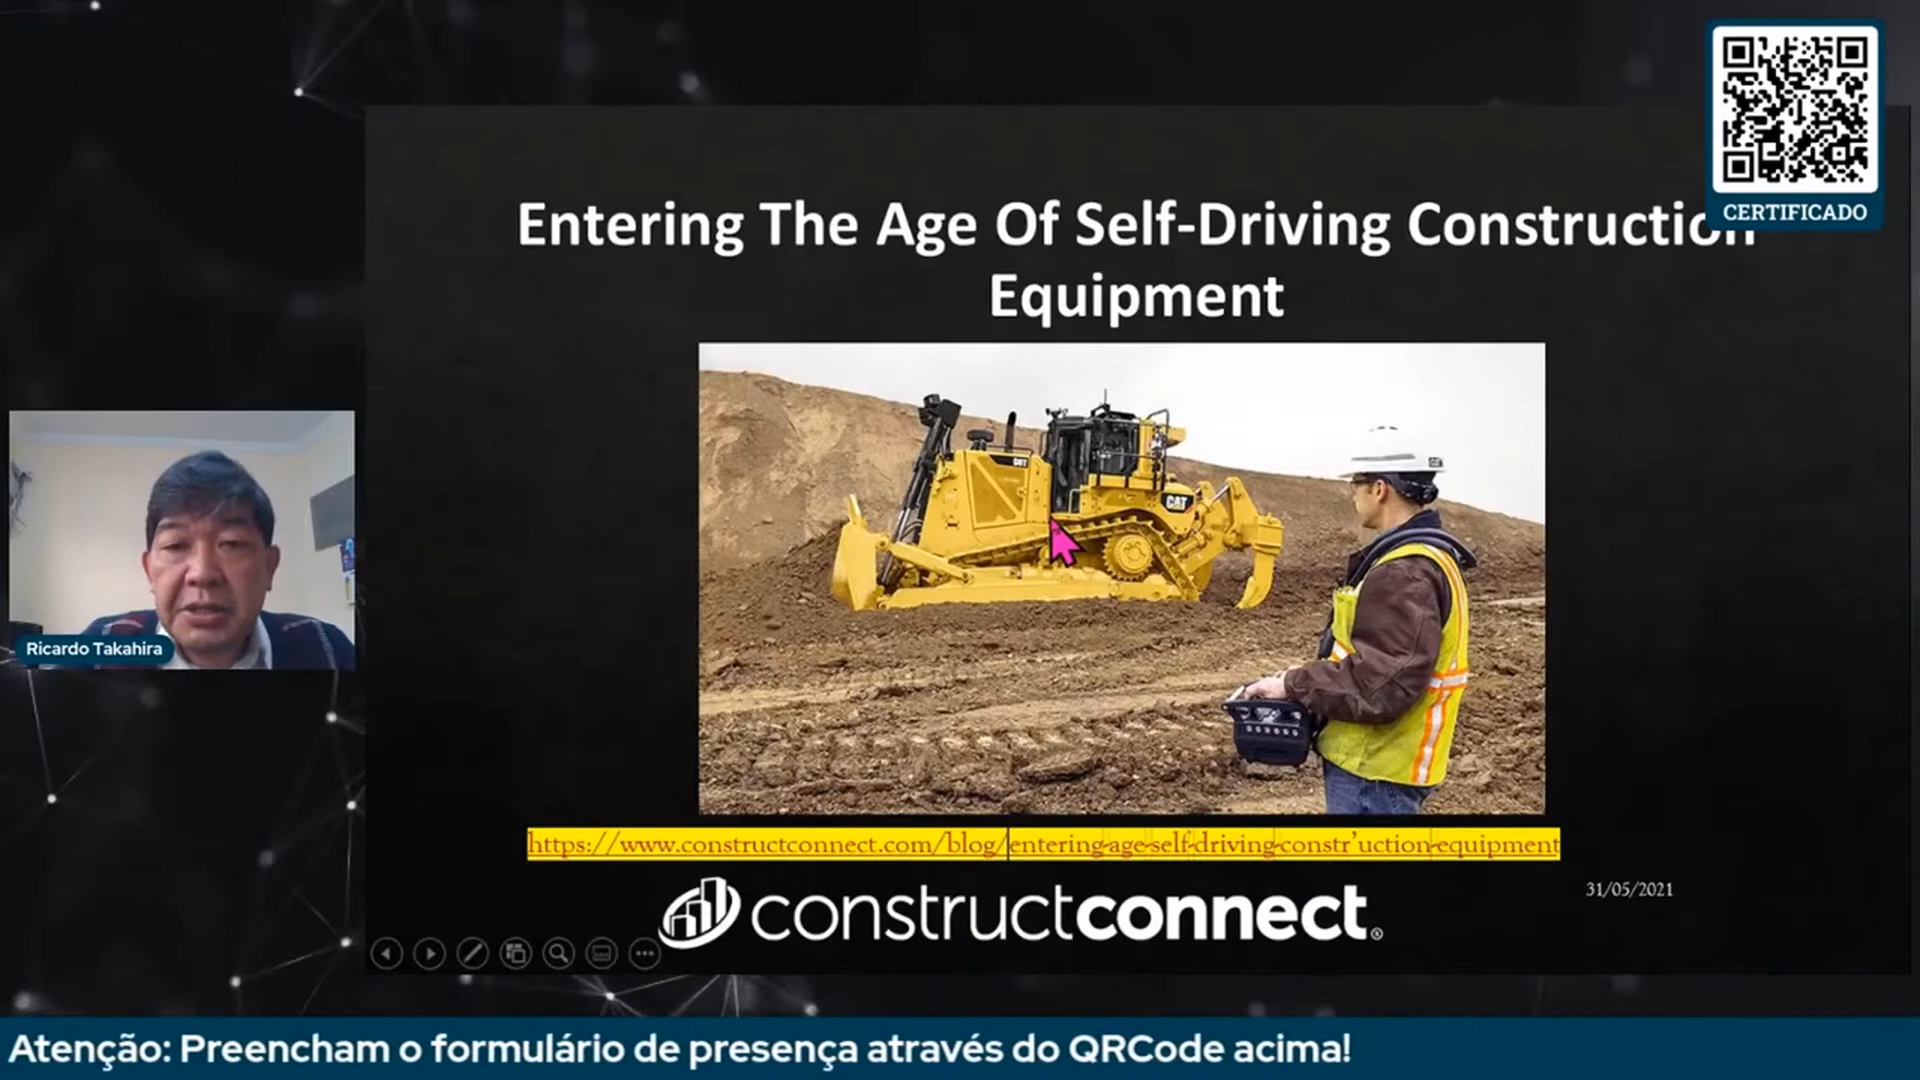 CERTIFICADO
Entering The Age Of Self-Driving Construction
Equipment
CAT
Ricardo Takahira
https://www.constructconnect.com/blog/entering-age-self-driving-constr'uction-equipment
31/05/2021
constructconnect®
Atenção: Preencham o formulário de presença através do QRCode acima!